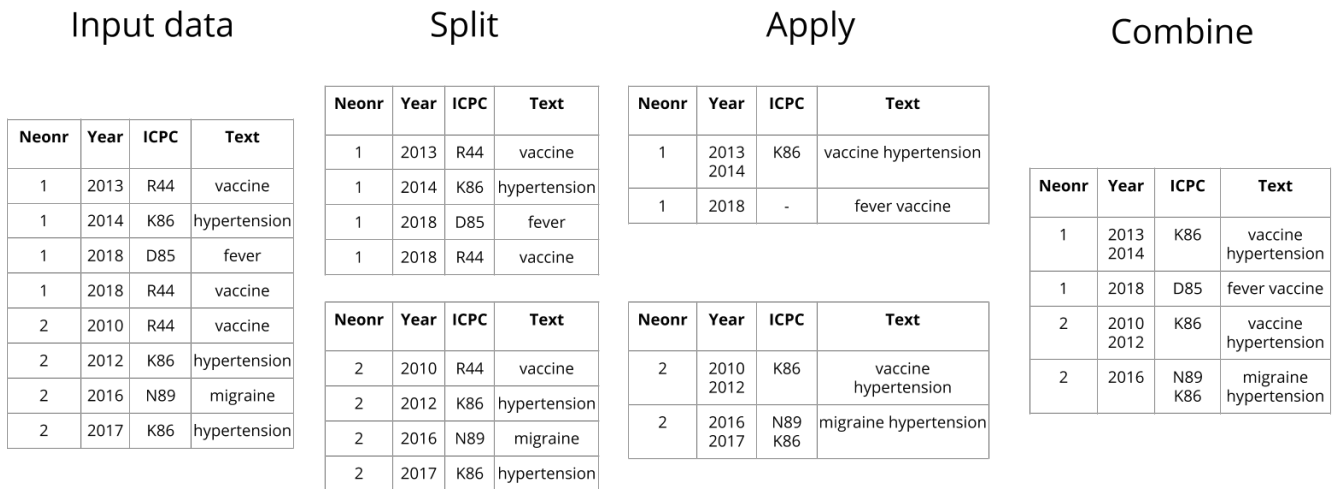 Input data
Split
Apply
Combine
Neonr Year ICPC Text
1 2013 R44 vaccine
1 2014 K86 hypertension
1 2018 D85 fever
1 2018 R44 vaccine
2 2010 R44 vaccine
2 2012 K86 hypertension
2 2016 N89 migraine
2 2017 K86 hypertension
Neonr Year ICPC Text
1 2013 R44 vaccine
1 2014 K86 hypertension
1 2018 D85 fever
1 2018 R44 vaccine
Neonr Year ICPC Text
2 2010 R44 vaccine
2 2012 K86 hypertension
2 2016 N89 migraine
2 2017 K86 hypertension
Neonr Year ICPC Text
1 2013 K86 vaccine hypertension
2014
1 2018 - fever vaccine
Neonr Year ICPC Text
2 2010 K86 vaccine
2012 hypertension
2 2016 N89 migraine hypertension
2017 K86
Neonr Year ICPC Text
1 2013 K86 vaccine
2014 hypertension
1 2018 D85 fever vaccine
2 2010 K86 vaccine
2012 hypertension
2 2016 N89 migraine
K86 hypertension